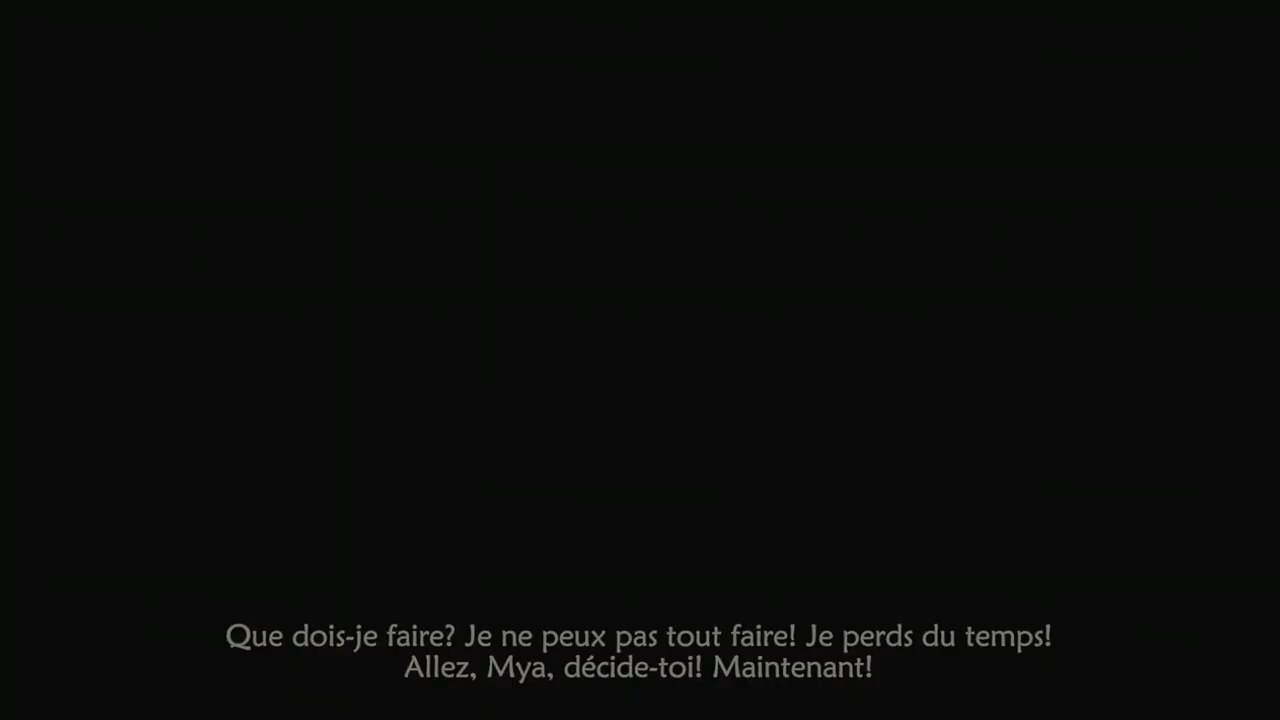 Que dois-je faire? Je ne peux pas tout faire! Je perds du temps!
Allez, Mya, décide-toi! Maintenant!